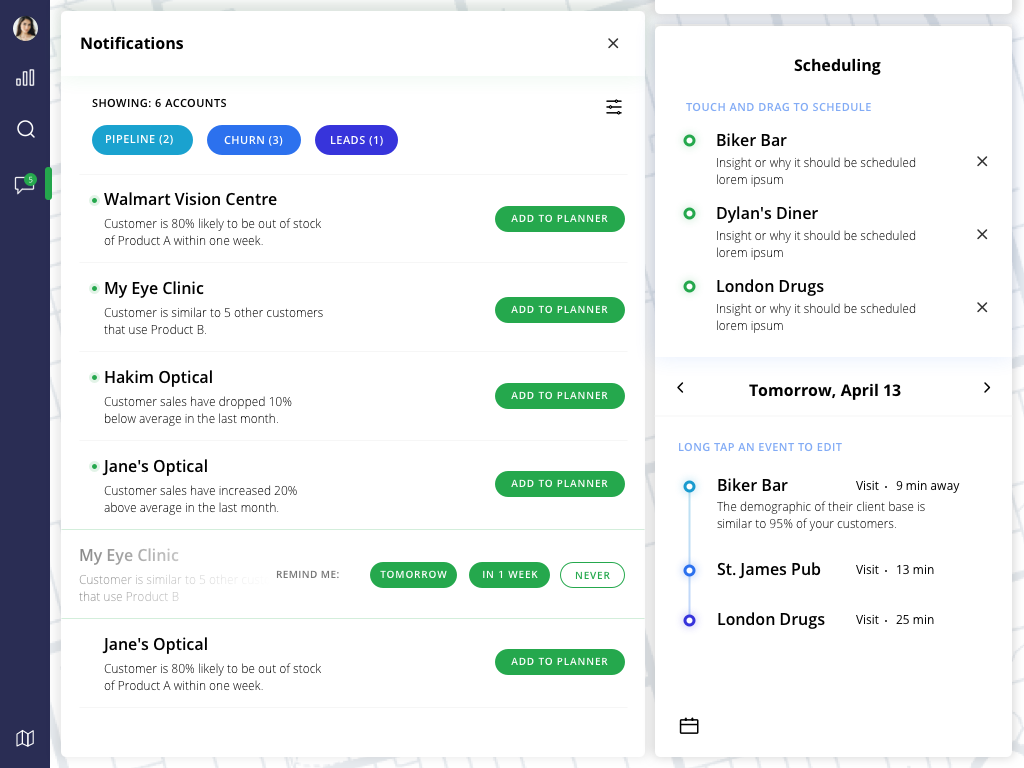 5
Notifications
SHOWING: 6 ACCOUNTS
PIPELINE (2)
CHURN (3)
LEADS (1)
Walmart Vision Centre
Customer is 80% likely to be out of stock
of Product A within one week.
ADD TO PLANNER
My Eye Clinic
Customer is similar to 5 other customers
that use Product B.
ADD TO PLANNER
Hakim Optical
Customer sales have dropped 10%
below average in the last month.
ADD TO PLANNER
Jane's Optical
Customer sales have increased 20%
above average in the last month.
ADD TO PLANNER
My Eye Clinic
Customer is similar to 5 other cus
that use Product B
REMIND ME:
TOMORROW
IN 1 WEEK
NEVER
Jane's Optical
Customer is 80% likely to be out of stock
of Product A within one week.
ADD TO PLANNER
Scheduling
TOUCH AND DRAG TO SCHEDULE
Biker Bar
Insight or why it should be scheduled
lorem ipsum
Dylan's Diner
Insight or why it should be scheduled
lorem ipsum
London Drugs
Insight or why it should be scheduled
lorem ipsum
Tomorrow, April 13
LONG TAP AN EVENT TO EDIT
Biker Bar Visit · 9 min away
The demographic of their client base is
similar to 95% of your customers.
St. James Pub Visit · 13 min
London Drugs Visit · 25 min